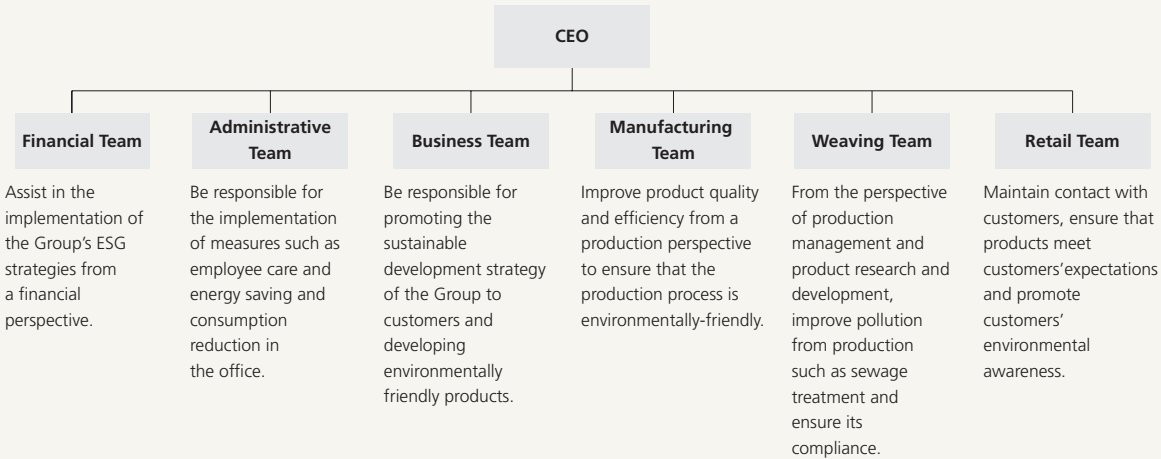 CEO
Financial Team
Administrative
Team
Business Team
Manufacturing
Team
Weaving Team
Retail Team
Assist in the
implementation of
the Group's ESG
strategies from
a financial
perspective.
Be responsible for
the implementation
of measures such as
employee care and
energy saving and
consumption
reduction in
the office.
Be responsible for
promoting the
sustainable
development strategy
of the Group to
customers and
developing
environmentally
friendly products.
Improve product quality
and efficiency from a
production perspective
to ensure that the
production process is
environmentally-friendly.
From the perspective
of production
management and
product research and
development,
improve pollution
from production
such as sewage
treatment and
ensure its
compliance.
Maintain contact with
customers, ensure that
products meet
customers'expectations
and promote
customers'
environmental
awareness.